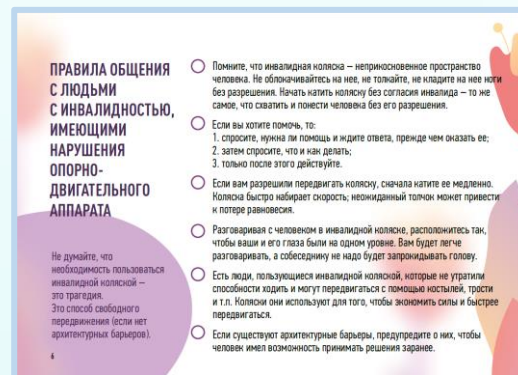 ПРАВИЛА ОБЩЕНИЯ
С ЛЮДЬМИ
С ИНВАЛИДНОСТЬЮ,
ИМЕЮЩИМИ
НАРУШЕНИЯ
ОПОРНО-
ДВИГАТЕЛЬНОГО
АППАРАТА
Не думайте, что
необходимость пользоваться
инвалидной коляской –
это трагедия.
Это способ свободного
передвижения (если нет
архитектурных барьеров).
6
Помните, что инвалидная коляска – неприкосновенное пространство
человека. Не облокачивайтесь на нее, не толкайте, не кладите на нее ноги
без разрешения. Начать катить коляску без согласия инвалида – то же
самое, что схватить и понести человека без его разрешения.
Если вы хотите помочь, то:
1. спросите, нужна ли помощь и ждите ответа, прежде чем оказать ее;
2. затем спросите, что и как делать;
3. только после этого действуйте.
Если вам разрешили передвигать коляску, сначала катите ее медленно.
Коляска быстро набирает скорость; неожиданный толчок может привести
к потере равновесия.
Разговаривая с человеком в инвалидной коляске, расположитесь так,
чтобы ваши и его глаза были на одном уровне. Вам будет легче
разговаривать, а собеседнику не надо будет запрокидывать голову.
Есть люди, пользующиеся инвалидной коляской, которые не утратили
способности ходить и могут передвигаться с помощью костылей, трости
и т.п. Коляски они используют для того, чтобы экономить силы и быстрее
передвигаться.
Если существуют архитектурные барьеры, предупредите о них, чтобы
человек имел возможность принимать решения заранее.